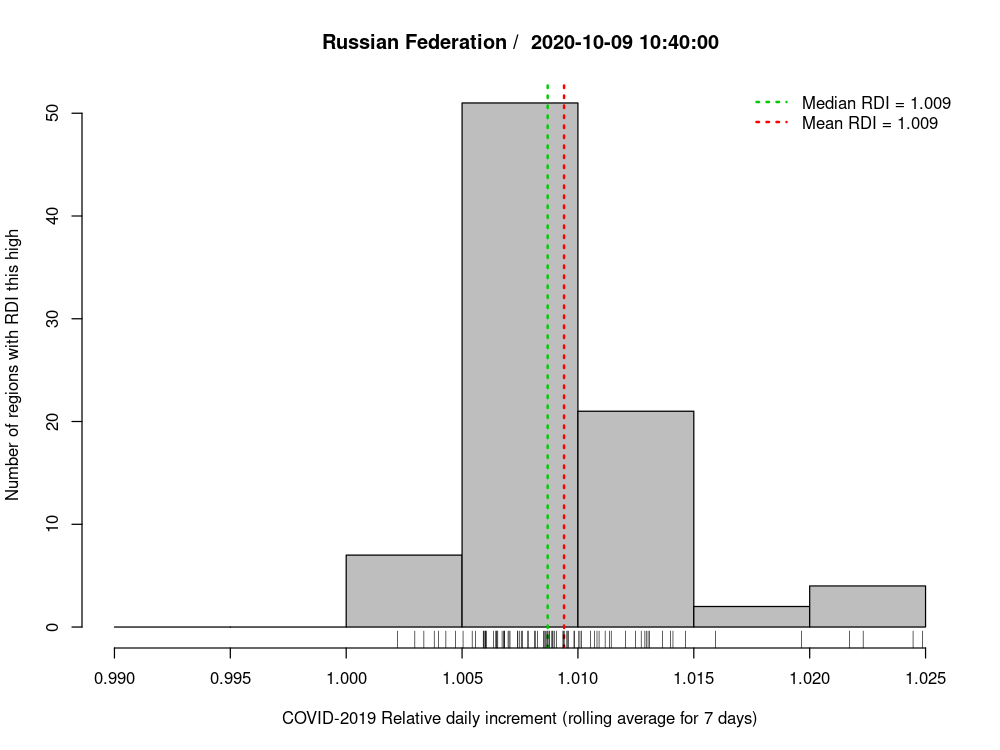 Russian Federation /  2020-10-09 10:40:00
Median RDI = 1.009
Mean RDI = 1.009
Number of regions with RDI this high
50
40
30
20
10
0
0.990 0.995 1.000 1.005 1.010 1.015 1.020 1.025
COVID-2019 Relative daily increment (rolling average for 7 days)